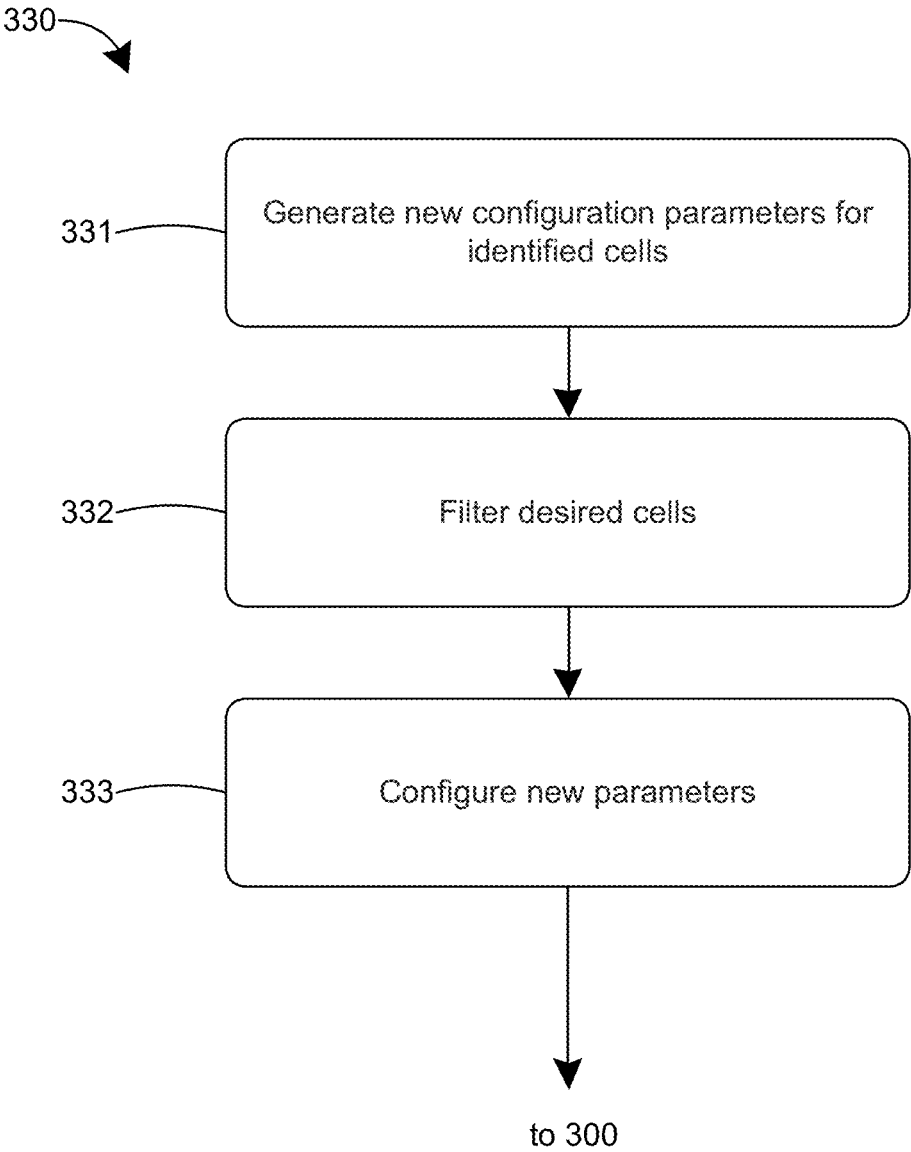 330
331
Generate new configuration parameters for
identified cells
332
Filter desired cells
333
Configure new parameters
to 300